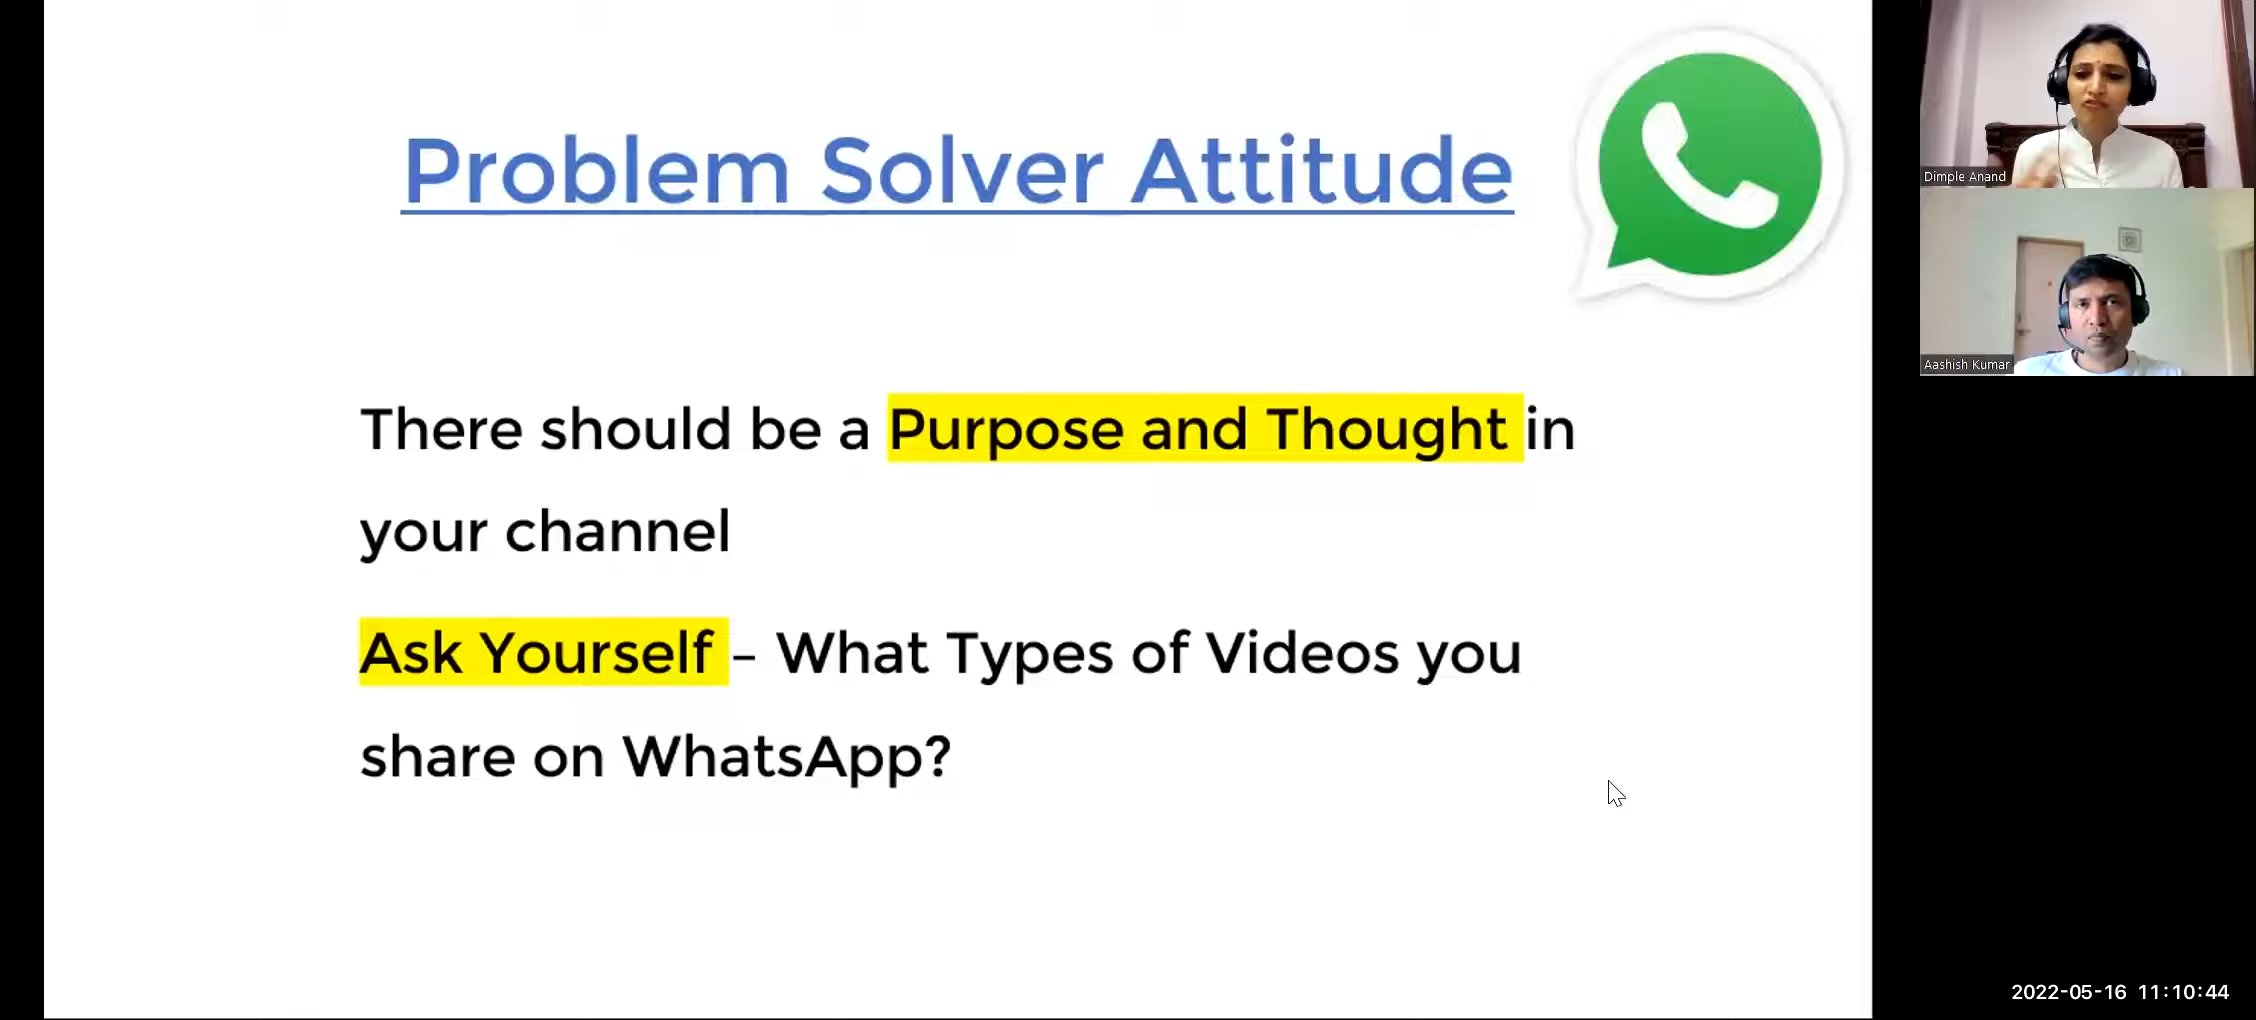 Problem Solver Attitude
There should be a Purpose and Thought in
your channel
Ask Yourself – What Types of Videos you
share on WhatsApp?
Dimple Anand
Aashish Kumar
2022-05-16 11:10:44